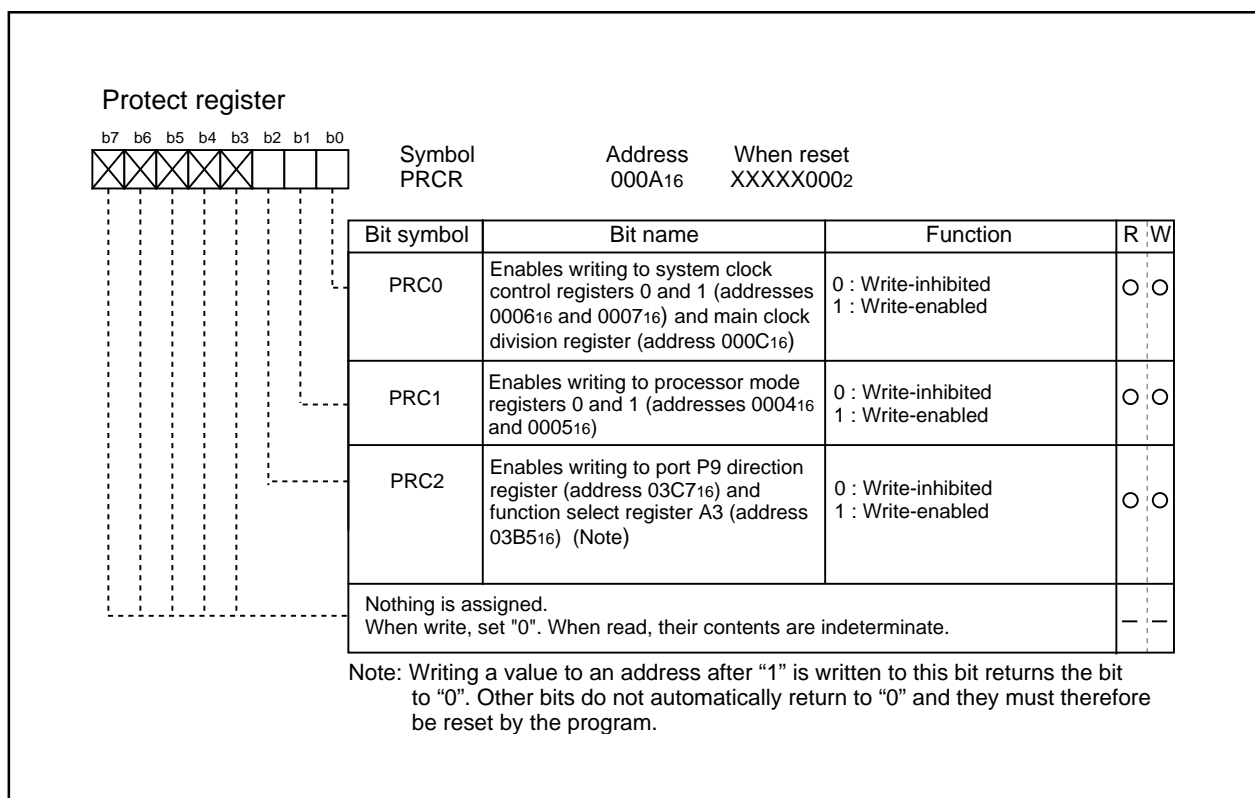 Protect register
b7 b6 b5 b4 b3 b2 b1 b0
Symbol Address When reset
PRCR 000A16 XXXXX0002
Bit symbol Bit name Function R W
PRC0
Enables writing to system clock
control registers 0 and 1 (addresses
000616 and 000716) and main clock
division register (address 000C16)
0 : Write-inhibited
1 : Write-enabled
PRC1
Enables writing to processor mode
registers 0 and 1 (addresses 000416
and 000516)
0 : Write-inhibited
1 : Write-enabled
PRC2
Enables writing to port P9 direction
register (address 03C716) and
function select register A3 (address
03B516) (Note)
0 : Write-inhibited
1 : Write-enabled
Nothing is assigned.
When write, set "0". When read, their contents are indeterminate.
– –
Note: Writing a value to an address after “1” is written to this bit returns the bit
to “0”. Other bits do not automatically return to “0” and they must therefore
be reset by the program.